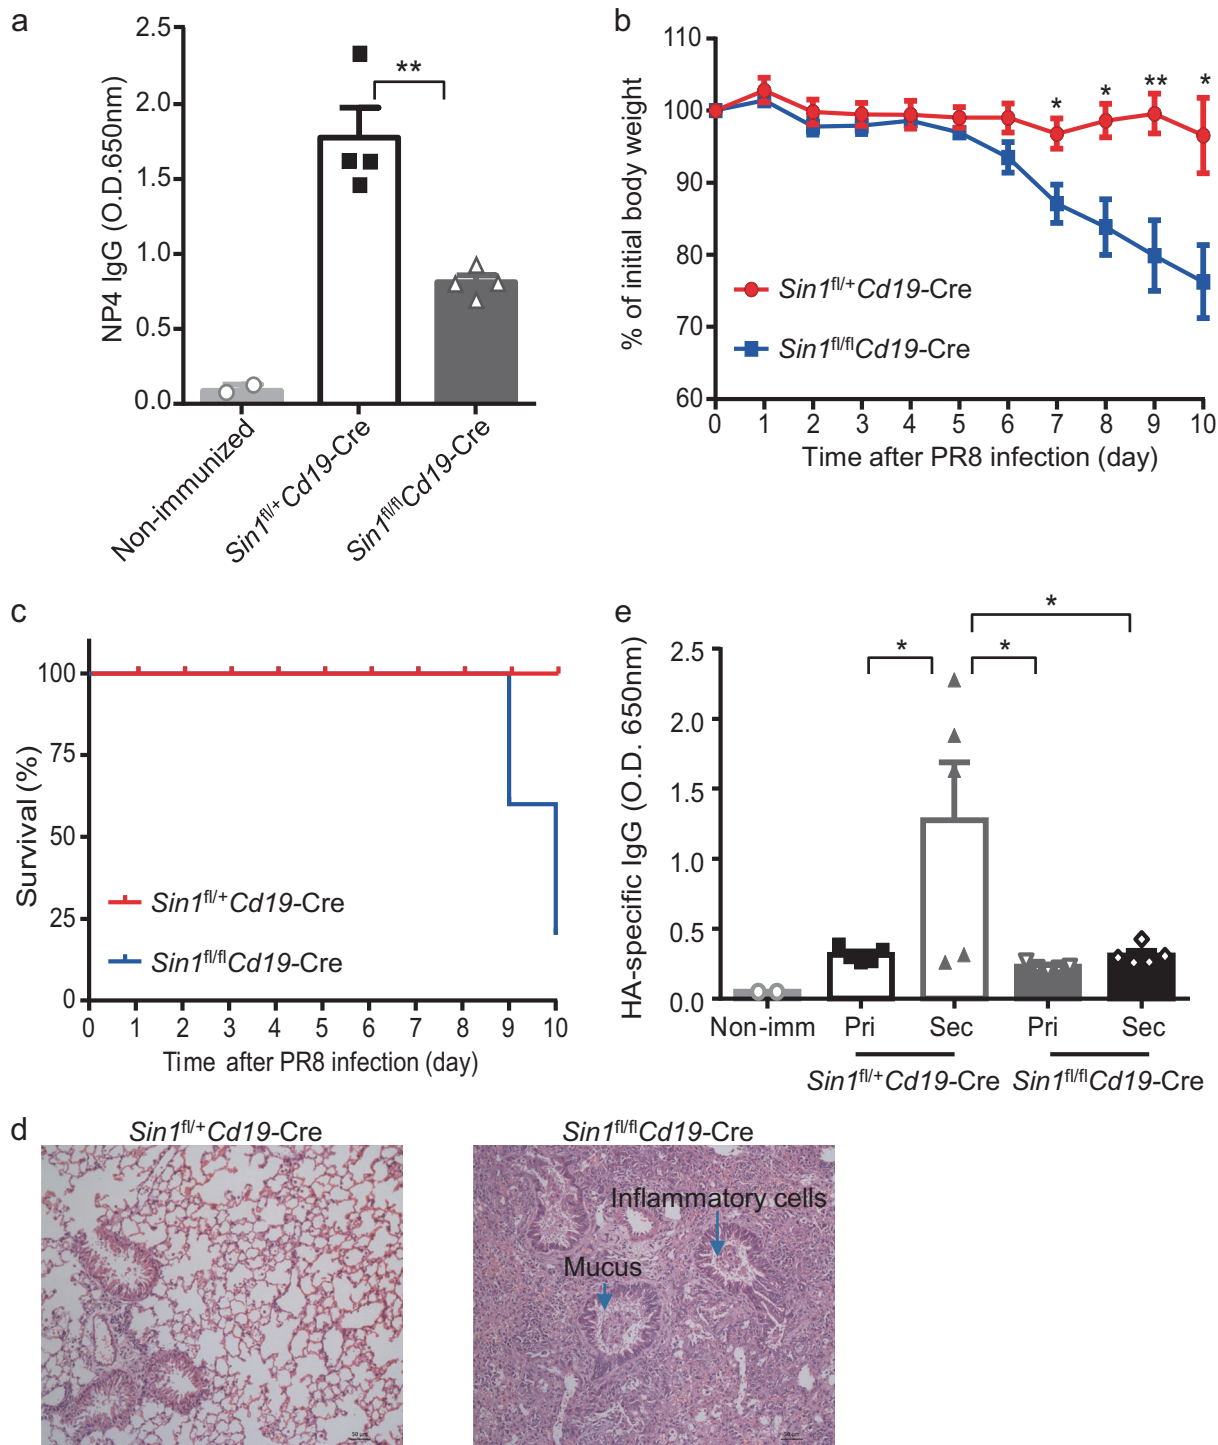 a
NP4 IgG (O.D.650nm)
2.5
2.0
1.5
1.0
0.5
0.0
**
Non-immunized
Sin1fl/+Cd19-Cre
Sin1fl/flCd19-Cre
b
% of initial body weight
110
100
90
80
70
60
* * ** *
Sin1fl/+Cd19-Cre
Sin1fl/flCd19-Cre
0 1 2 3 4 5 6 7 8 9 10
Time after PR8 infection (day)
c
Survival (%)
100
75
50
25
0
Sin1fl/+Cd19-Cre
Sin1fl/flCd19-Cre
0 1 2 3 4 5 6 7 8 9 10
Time after PR8 infection (day)
e
HA-specific IgG (O.D. 650nm)
2.5
2.0
1.5
1.0
0.5
0.0
*
* *
Non-imm Pri Sec Pri Sec
Sin1fl/+Cd19-Cre Sin1fl/flCd19-Cre
d
Sin1fl/+Cd19-Cre
Sin1fl/flCd19-Cre
Inflammatory cells
Mucus
50 µm
50 µm